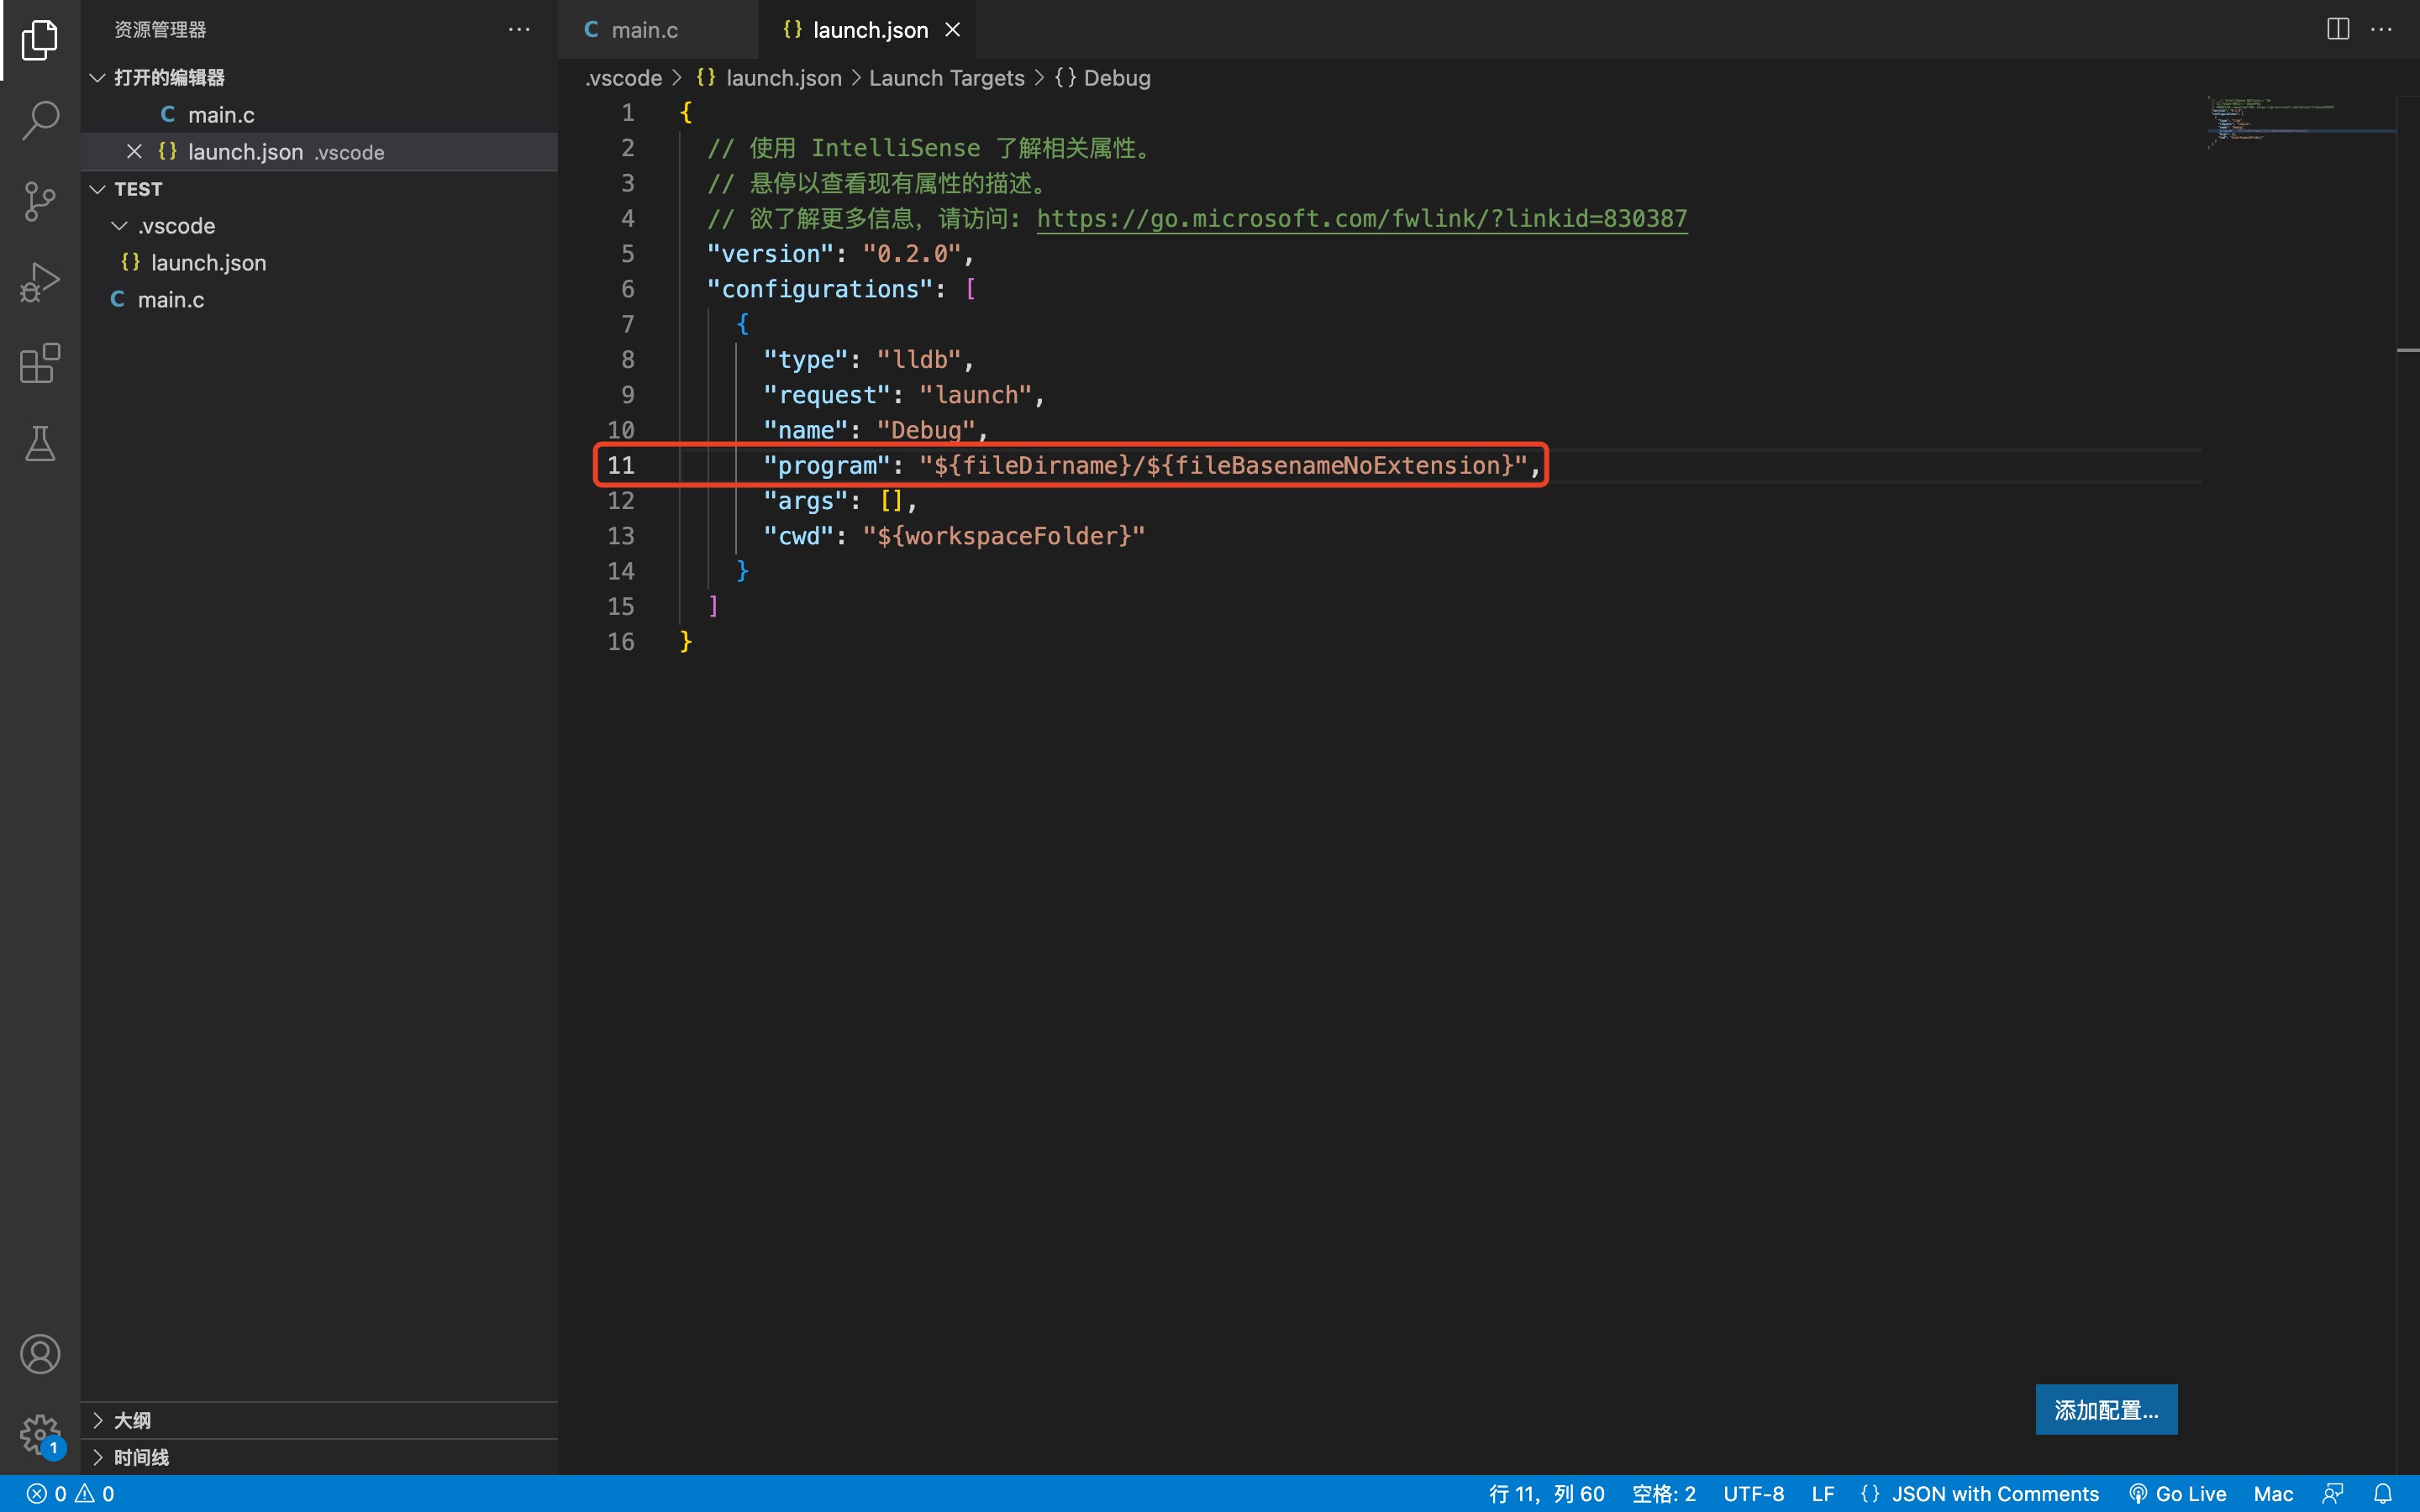 资源管理器
打开的编辑器
main.c
launch.json .vscode
TEST
.vscode
launch.json
main.c
大纲
时间线
main.c
launch.json
.vscode > {} launch.json > Launch Targets > {} Debug
1 {
2 // 使用 IntelliSense 了解相关属性。
3 // 悬停以查看现有属性的描述。
4 // 欲了解更多信息，请访问: https://go.microsoft.com/fwlink/?linkid=830387
5 "version": "0.2.0",
6 "configurations": [
7 {
8 "type": "lldb",
9 "request": "launch",
10 "name": "Debug",
11 "program": "${fileDirname}/${fileBasenameNoExtension}",
12 "args": [],
13 "cwd": "${workspaceFolder}"
14 }
15 ]
16 }
添加配置...
1
0 0 行 11，列 60 空格: 2 UTF-8 LF {} JSON with Comments Go Live Mac